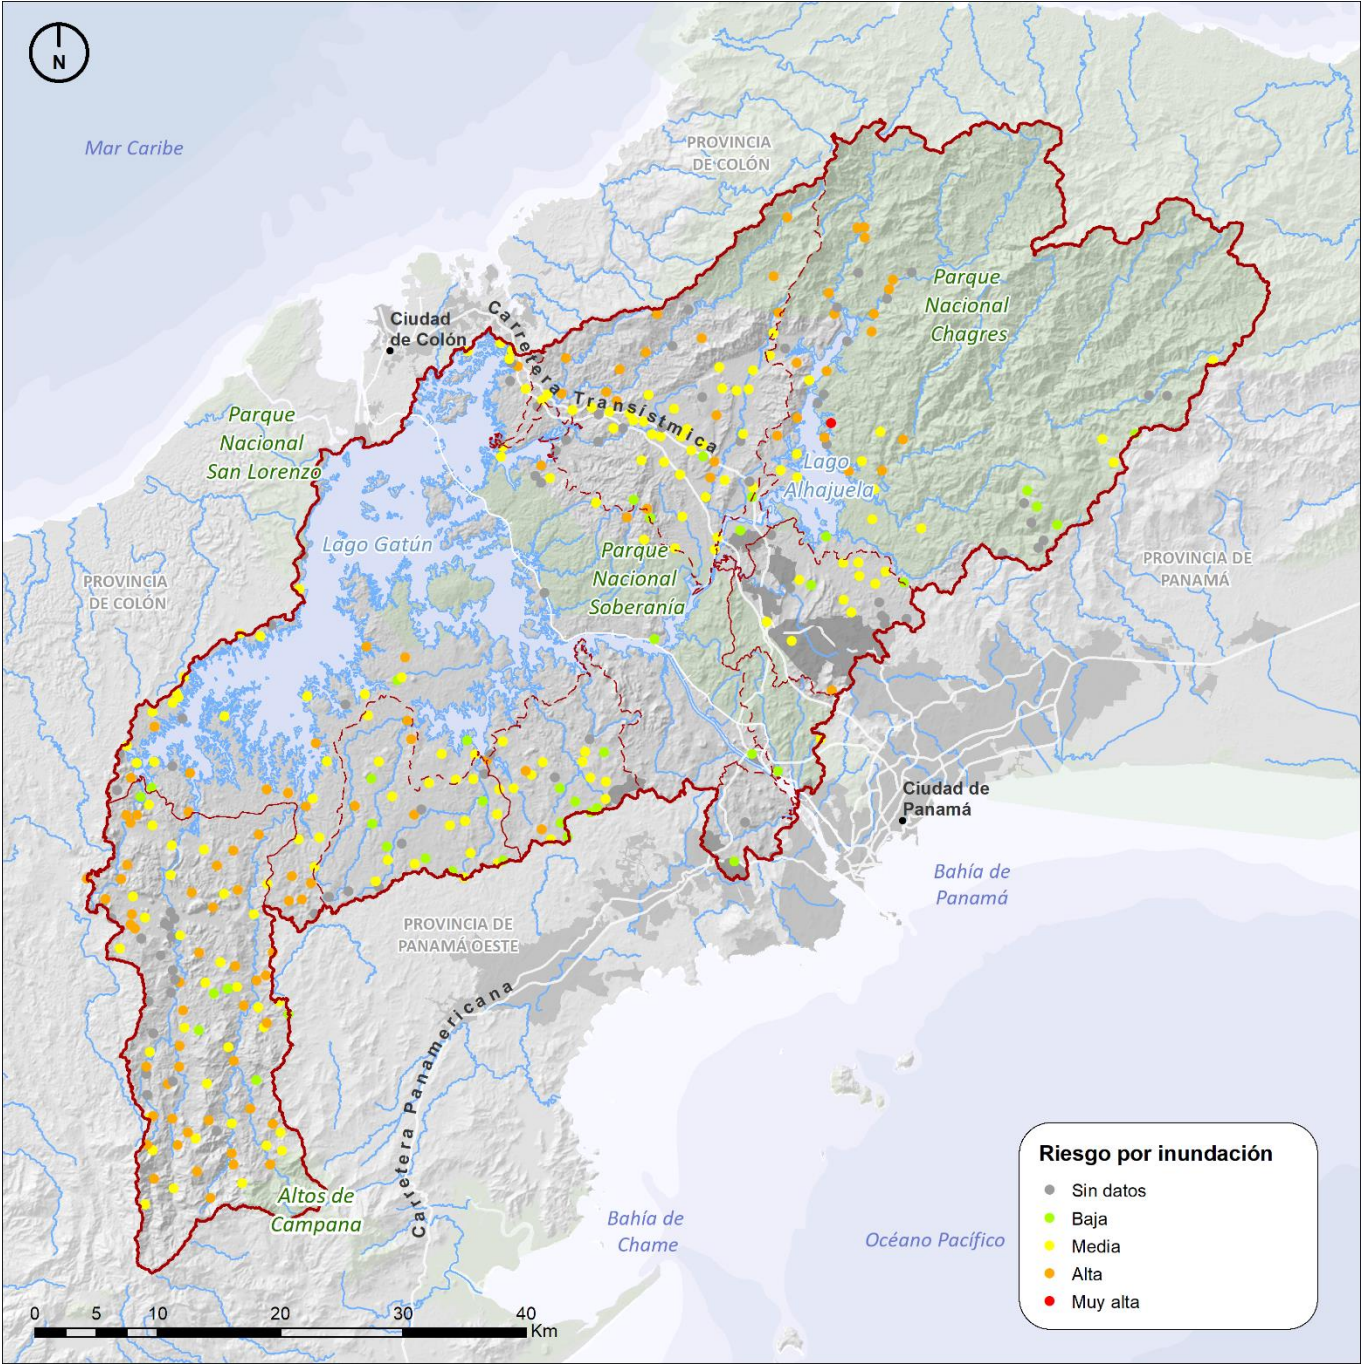 N
Mar Caribe
PROVINCIA
DE COLÓN
Parque
Nacional
Chagres
Ciudad
de Colón
Carretera Transístmica
Parque
Nacional
San Lorenzo
Lago
Alhajuela
Lago Gatún
Parque
Nacional
Soberanía
PROVINCIA
DE COLÓN
PROVINCIA DE
PANAMÁ
Ciudad de
Panamá
Bahía de
Panamá
PROVINCIA DE
PANAMÁ OESTE
Carretera Panamericana
Altos de
Campana
Bahía de
Chame
Océano Pacífico
Riesgo por inundación
Sin datos
Baja
Media
Alta
Muy alta
0 5 10 20 30 40
Km